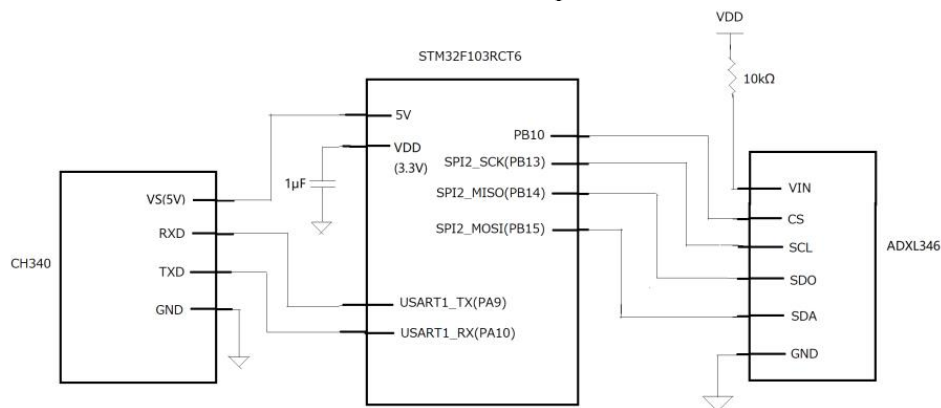 VDD
STM32F103RCT6
10kΩ
5V
VDD
(3.3V)
1μF
PB10
SPI2_SCK(PB13)
SPI2_MISO(PB14)
SPI2_MOSI(PB15)
USART1_TX(PA9)
USART1_RX(PA10)
CH340
VS(5V)
RXD
TXD
GND
VIN
CS
SCL
SDO
SDA
GND
ADXL346